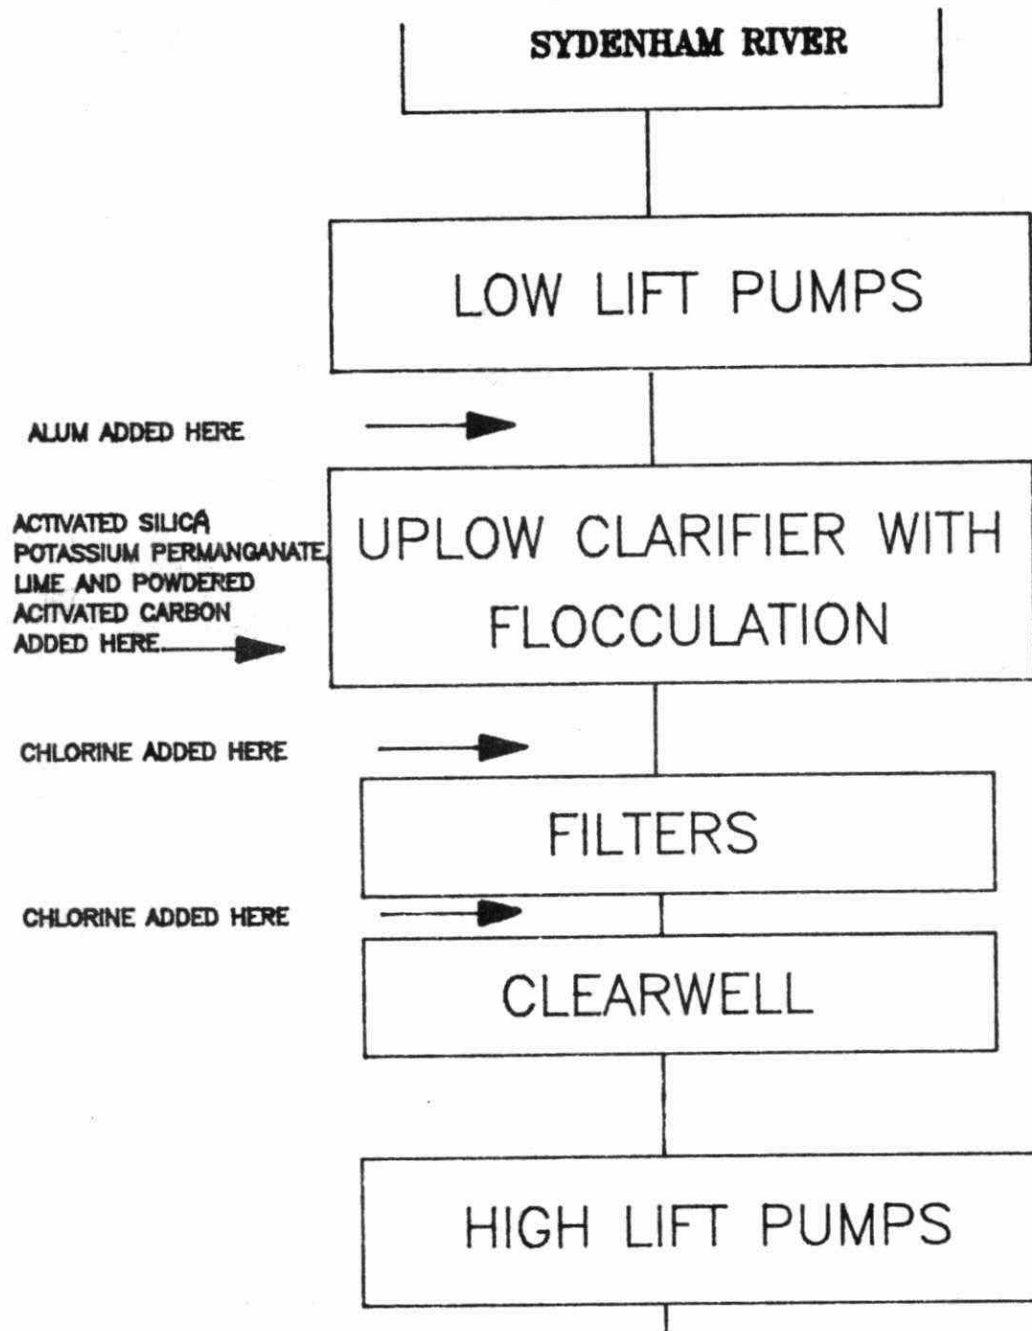 SYDENHAM RIVER
LOW LIFT PUMPS
ALUM ADDED HERE
ACTIVATED SILICA
POTASSIUM PERMANGANATE,
LIME AND POWDERED
ACITVATED CARBON
ADDED HERE
UPLOW CLARIFIER WITH
FLOCCULATION
CHLORINE ADDED HERE
FILTERS
CHLORINE ADDED HERE
CLEARWELL
HIGH LIFT PUMPS